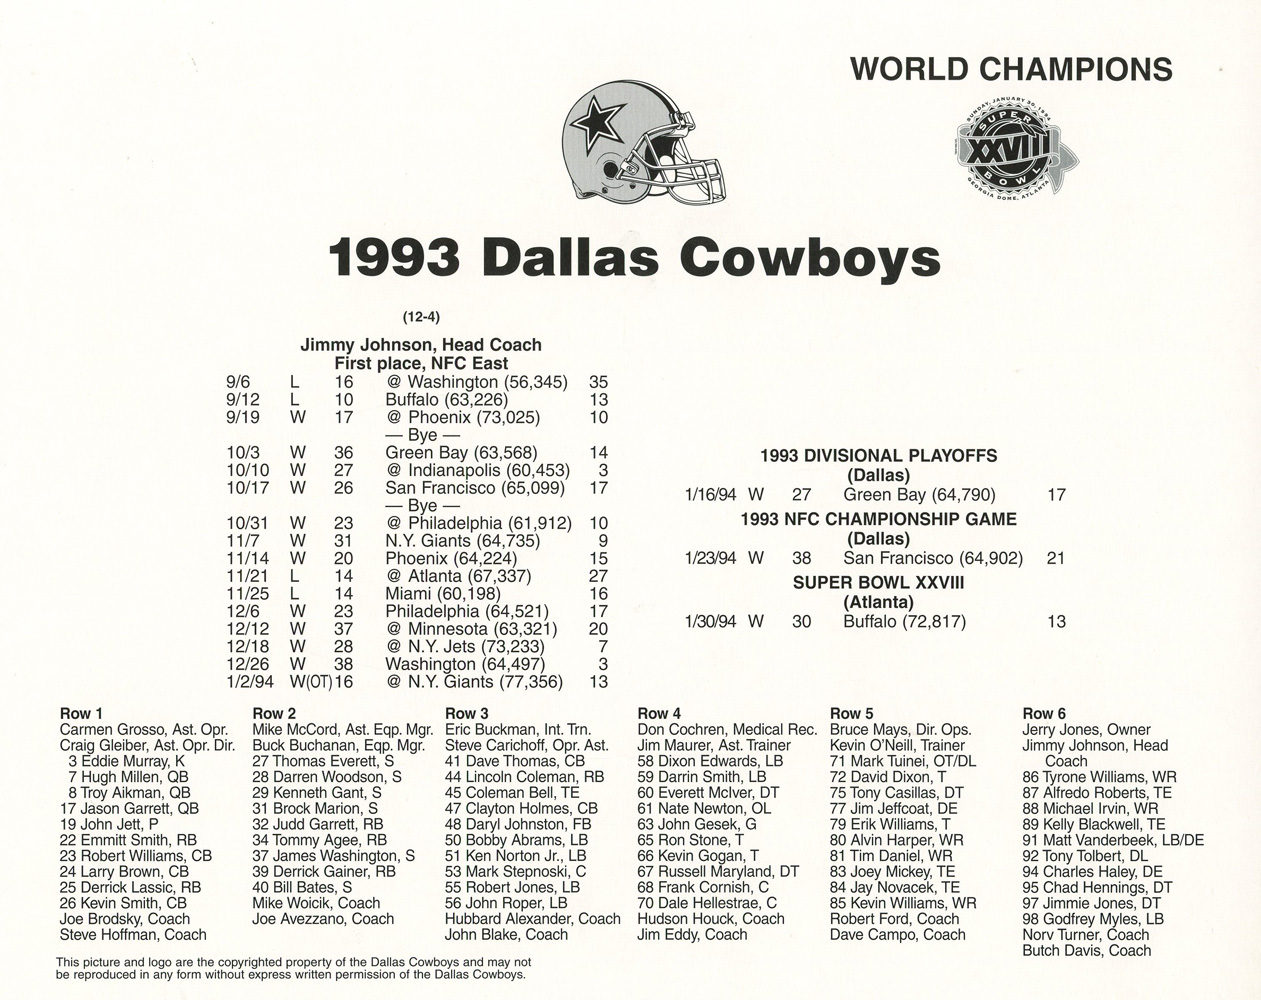 WORLD CHAMPIONS
SUNDAY, JANUARY 30, 1994
SUPER
XXVIII
BOWL
GEORGIA DOME, ATLANTA
1993 Dallas Cowboys
(12-4)
Jimmy Johnson, Head Coach
First place, NFC East
9/6 L 16 @ Washington (56,345) 35
9/12 L 10 Buffalo (63,226) 13
9/19 W 17 @ Phoenix (73,025) 10
— Bye —
10/3 W 36 Green Bay (63,568) 14
10/10 W 27 @ Indianapolis (60,453) 3
10/17 W 26 San Francisco (65,099) 17
— Bye —
10/31 W 23 @ Philadelphia (61,912) 10
11/7 W 31 N.Y. Giants (64,735) 9
11/14 W 20 Phoenix (64,224) 15
11/21 L 14 @ Atlanta (67,337) 27
11/25 L 14 Miami (60,198) 16
12/6 W 23 Philadelphia (64,521) 17
12/12 W 37 @ Minnesota (63,321) 20
12/18 W 28 @ N.Y. Jets (73,233) 7
12/26 W 38 Washington (64,497) 3
1/2/94 W(OT) 16 @ N.Y. Giants (77,356) 13
1993 DIVISIONAL PLAYOFFS
(Dallas)
1/16/94 W 27 Green Bay (64,790) 17
1993 NFC CHAMPIONSHIP GAME
(Dallas)
1/23/94 W 38 San Francisco (64,902) 21
SUPER BOWL XXVIII
(Atlanta)
1/30/94 W 30 Buffalo (72,817) 13
Row 1
Carmen Grosso, Ast. Opr.
Craig Gleiber, Ast. Opr. Dir.
3 Eddie Murray, K
7 Hugh Millen, QB
8 Troy Aikman, QB
17 Jason Garrett, QB
19 John Jett, P
22 Emmitt Smith, RB
23 Robert Williams, CB
24 Larry Brown, CB
25 Derrick Lassic, RB
26 Kevin Smith, CB
Joe Brodsky, Coach
Steve Hoffman, Coach
Row 2
Mike McCord, Ast. Eqp. Mgr.
Buck Buchanan, Eqp. Mgr.
27 Thomas Everett, S
28 Darren Woodson, S
29 Kenneth Gant, S
31 Brock Marion, S
32 Judd Garrett, RB
34 Tommy Agee, RB
37 James Washington, S
39 Derrick Gainer, RB
40 Bill Bates, S
Mike Woicik, Coach
Joe Avezzano, Coach
Row 3
Eric Buckman, Int. Trn.
Steve Carichoff, Opr. Ast.
41 Dave Thomas, CB
44 Lincoln Coleman, RB
45 Coleman Bell, TE
47 Clayton Holmes, CB
48 Daryl Johnston, FB
50 Bobby Abrams, LB
51 Ken Norton Jr., LB
53 Mark Stepnoski, C
55 Robert Jones, LB
56 John Roper, LB
Hubbard Alexander, Coach
John Blake, Coach
Row 4
Don Cochren, Medical Rec.
Jim Maurer, Ast. Trainer
58 Dixon Edwards, LB
59 Darrin Smith, LB
60 Everett McIver, DT
61 Nate Newton, OL
63 John Gesek, G
65 Ron Stone, T
66 Kevin Gogan, T
67 Russell Maryland, DT
68 Frank Cornish, C
70 Dale Hellestrae, C
Hudson Houck, Coach
Jim Eddy, Coach
Row 5
Bruce Mays, Dir. Ops.
Kevin O'Neill, Trainer
71 Mark Tuinei, OT/DL
72 David Dixon, T
75 Tony Casillas, DT
77 Jim Jeffcoat, DE
79 Erik Williams, T
80 Alvin Harper, WR
81 Tim Daniel, WR
83 Joey Mickey, TE
84 Jay Novacek, TE
85 Kevin Williams, WR
Robert Ford, Coach
Dave Campo, Coach
Row 6
Jerry Jones, Owner
Jimmy Johnson, Head
Coach
86 Tyrone Williams, WR
87 Alfredo Roberts, TE
88 Michael Irvin, WR
89 Kelly Blackwell, TE
91 Matt Vanderbeek, LB/DE
92 Tony Tolbert, DL
94 Charles Haley, DE
95 Chad Hennings, DT
97 Jimmie Jones, DT
98 Godfrey Myles, LB
Norv Turner, Coach
Butch Davis, Coach
This picture and logo are the copyrighted property of the Dallas Cowboys and may not
be reproduced in any form without express written permission of the Dallas Cowboys.